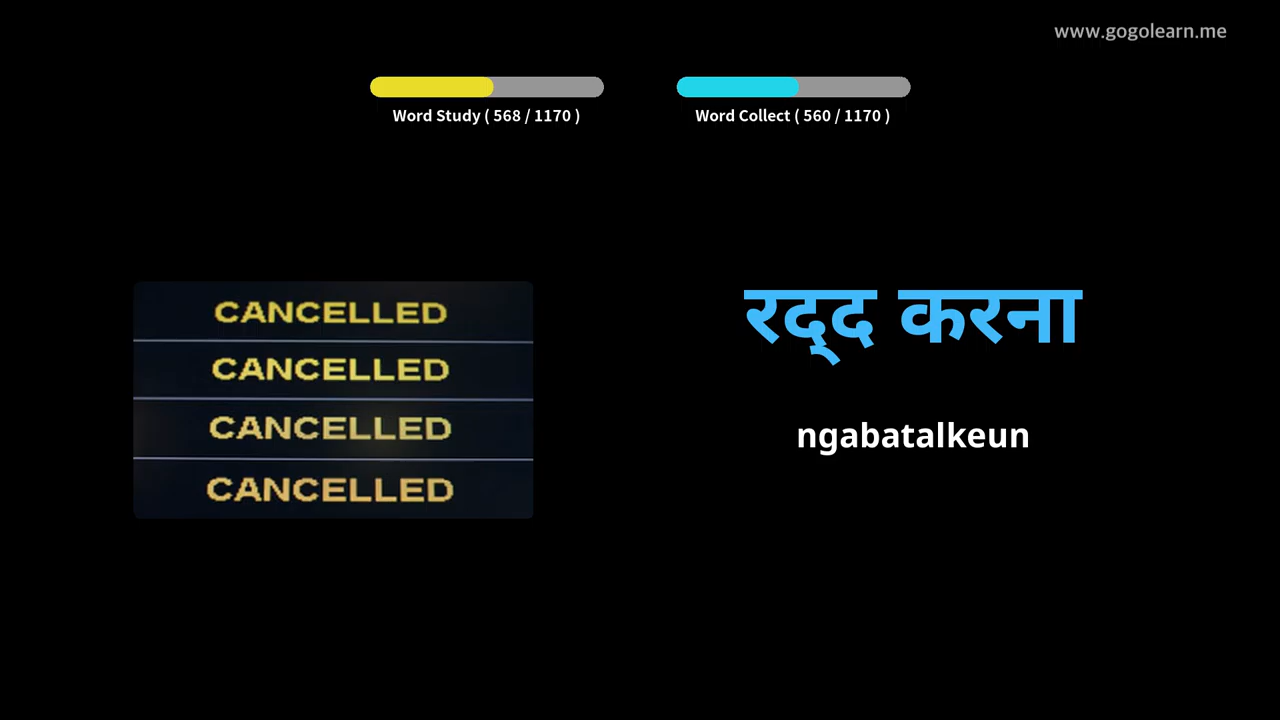 www.gogolearn.me
Word Study ( 568 / 1170 )
Word Collect ( 560 / 1170 )
CANCELLED
CANCELLED
CANCELLED
CANCELLED
रद्‌द करना
ngabatalkeun